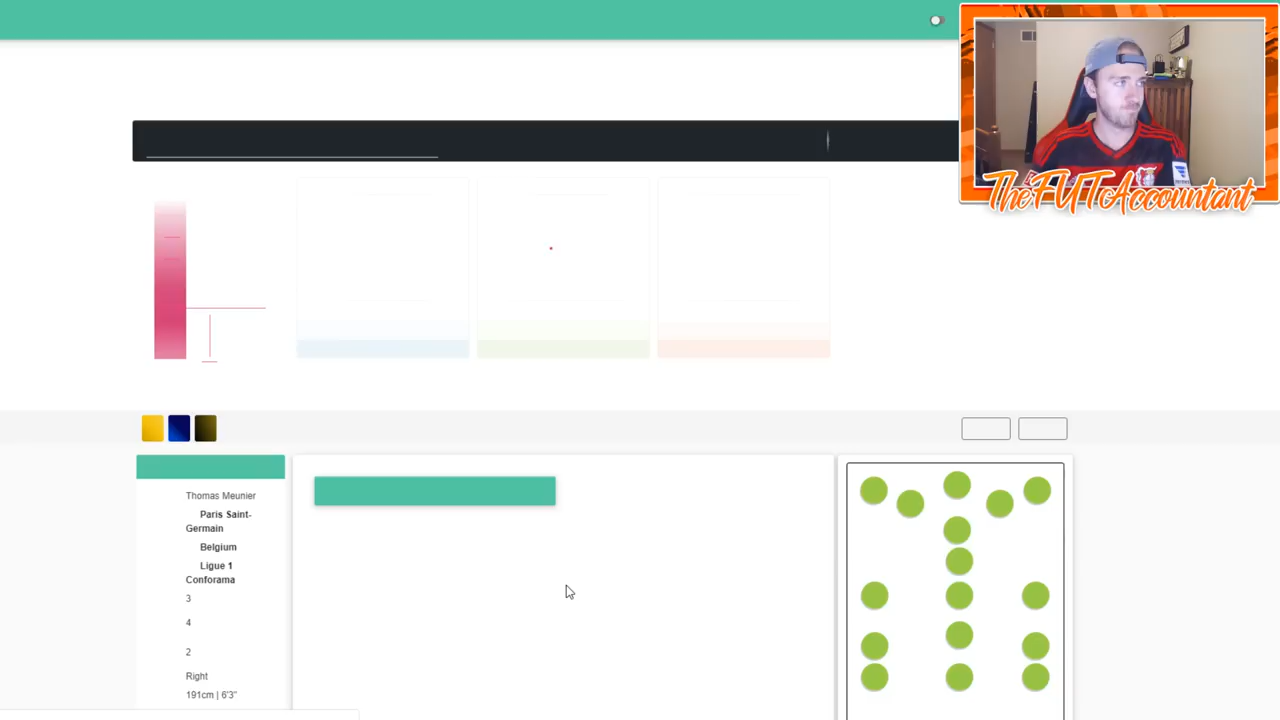 TheFUTAccountant
Thomas Meunier
Paris Saint-
Germain
Belgium
Ligue 1
Conforama
3
4
2
Right
191cm | 6'3"